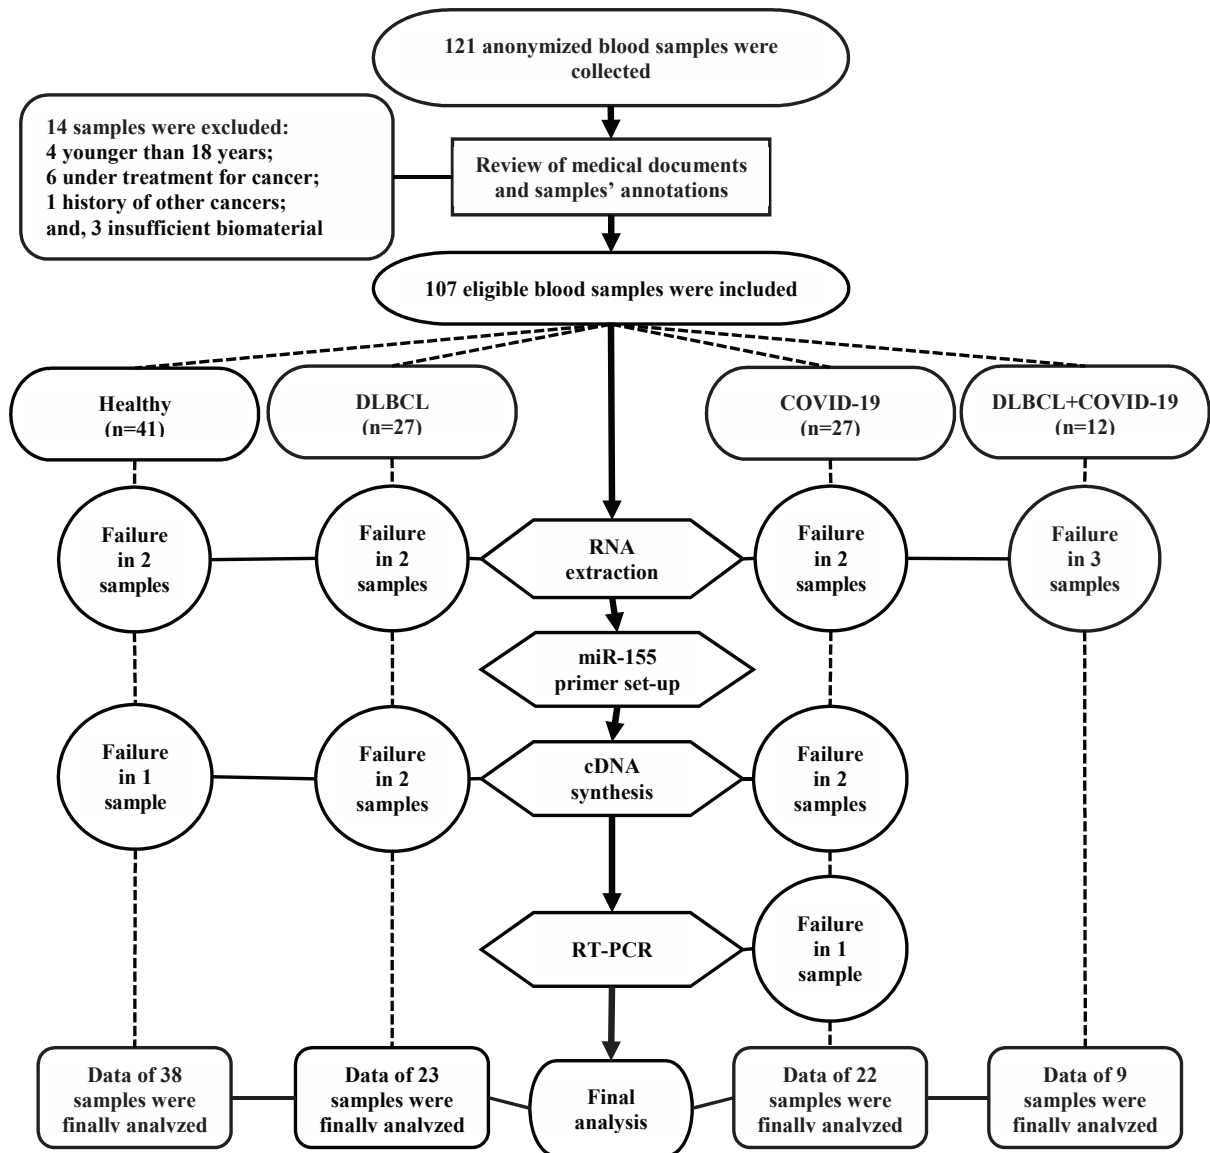 121 anonymized blood samples were
collected
14 samples were excluded:
4 younger than 18 years;
6 under treatment for cancer;
1 history of other cancers;
and, 3 insufficient biomaterial
Review of medical documents
and samples’ annotations
107 eligible blood samples were included
Healthy
(n=41)
DLBCL
(n=27)
COVID-19
(n=27)
DLBCL+COVID-19
(n=12)
Failure
in 2
samples
Failure
in 2
samples
RNA
extraction
Failure
in 2
samples
Failure
in 3
samples
miR-155
primer set-up
Failure
in 1
sample
Failure
in 2
samples
cDNA
synthesis
Failure
in 2
samples
RT-PCR
Failure
in 1
sample
Data of 38
samples were
finally analyzed
Data of 23
samples were
finally analyzed
Final
analysis
Data of 22
samples were
finally analyzed
Data of 9
samples were
finally analyzed